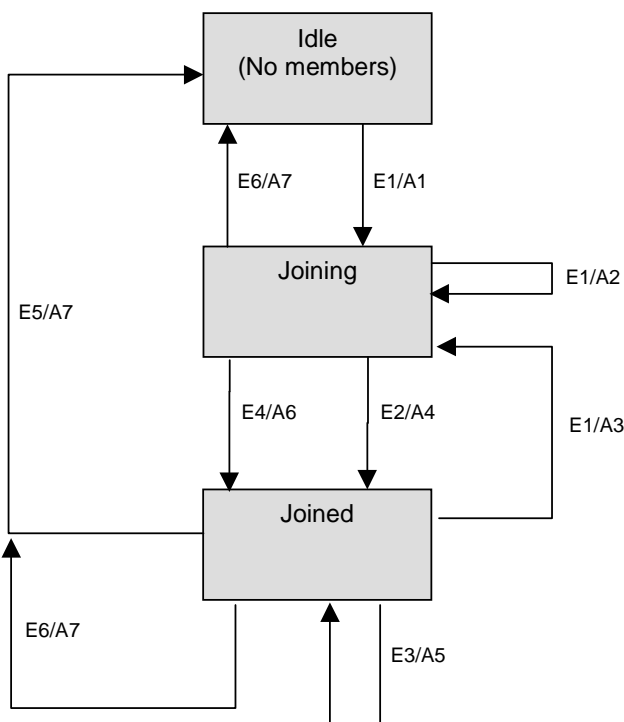 Idle
(No members)
E6/A7
E1/A1
Joining
E1/A2
E5/A7
E4/A6
E2/A4
E1/A3
Joined
E6/A7
E3/A5